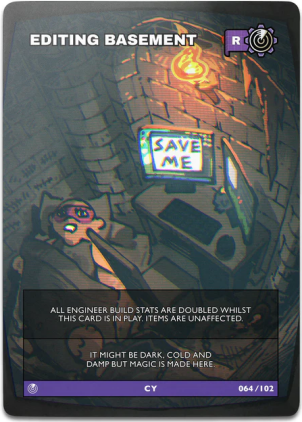 EDITING BASEMENT
R
SAVE
ME
ALL ENGINEER BUILD STATS ARE DOUBLED WHILST
THIS CARD IS IN PLAY. ITEMS ARE UNAFFECTED.
IT MIGHT BE DARK, COLD AND
DAMP BUT MAGIC IS MADE HERE
CY
064/102